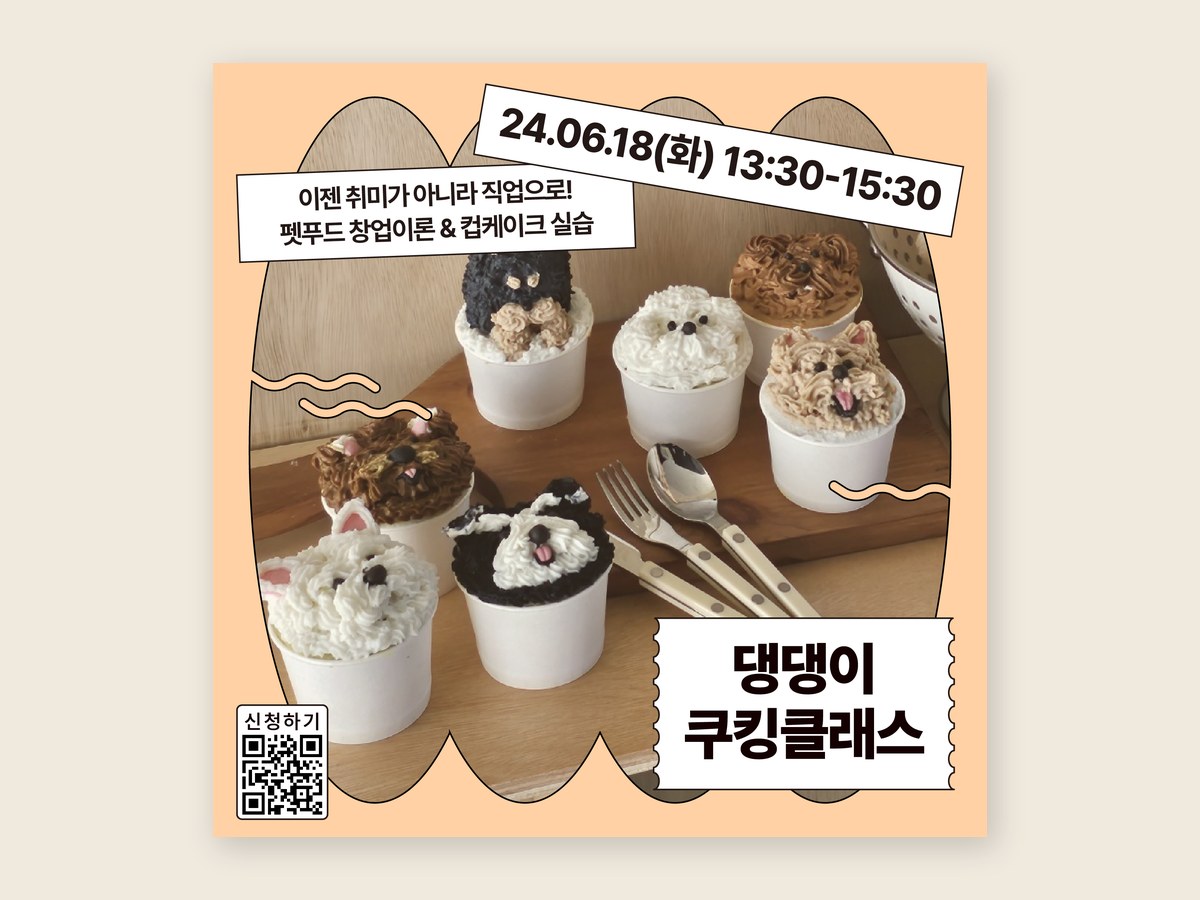 24.06.18(화) 13:30-15:30
이젠 취미가 아니라 직업으로!
펫푸드 창업이론 & 컵케이크 실습
댕댕이
쿠킹클래스
신청하기